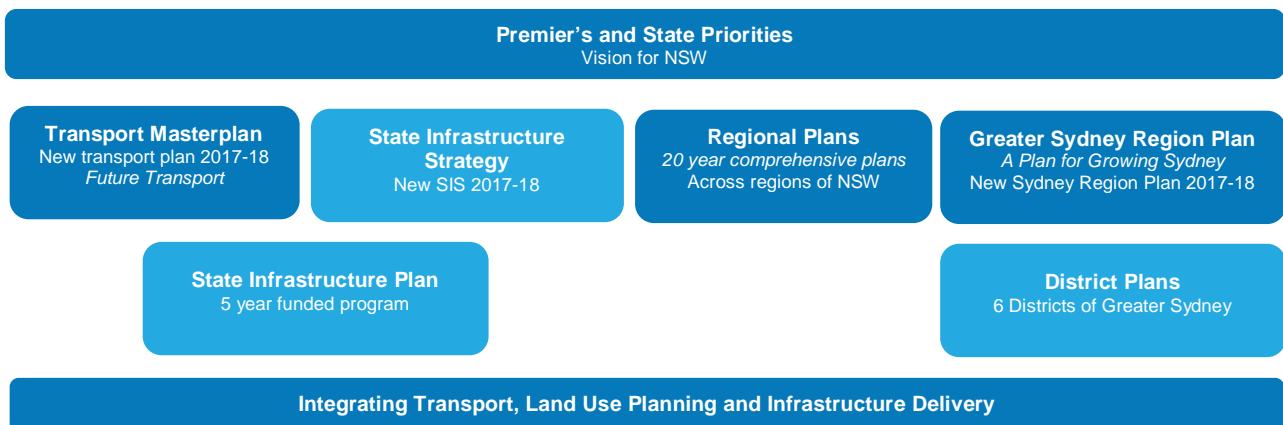 Premier’s and State Priorities
Vision for NSW
Transport Masterplan
New transport plan 2017-18
Future Transport
State Infrastructure
Strategy
New SIS 2017-18
Regional Plans
20 year comprehensive plans
Across regions of NSW
Greater Sydney Region Plan
A Plan for Growing Sydney
New Sydney Region Plan 2017-18
State Infrastructure Plan
5 year funded program
District Plans
6 Districts of Greater Sydney
Integrating Transport, Land Use Planning and Infrastructure Delivery